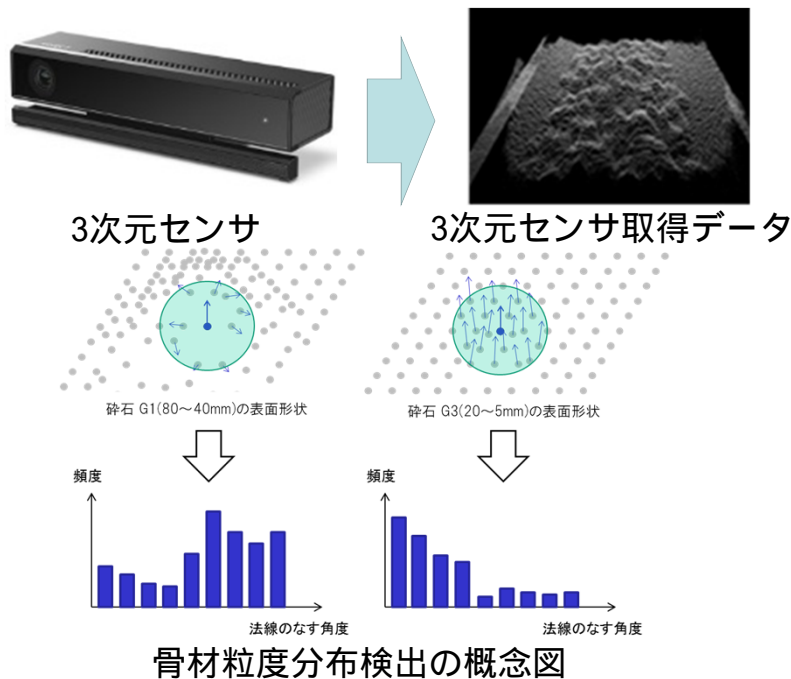 3次元センサ
3次元センサ取得データ
砕石 G1(80～40mm)の表面形状
砕石 G3(20～5mm)の表面形状
頻度
頻度
法線のなす角度
法線のなす角度
骨材粒度分布検出の概念図